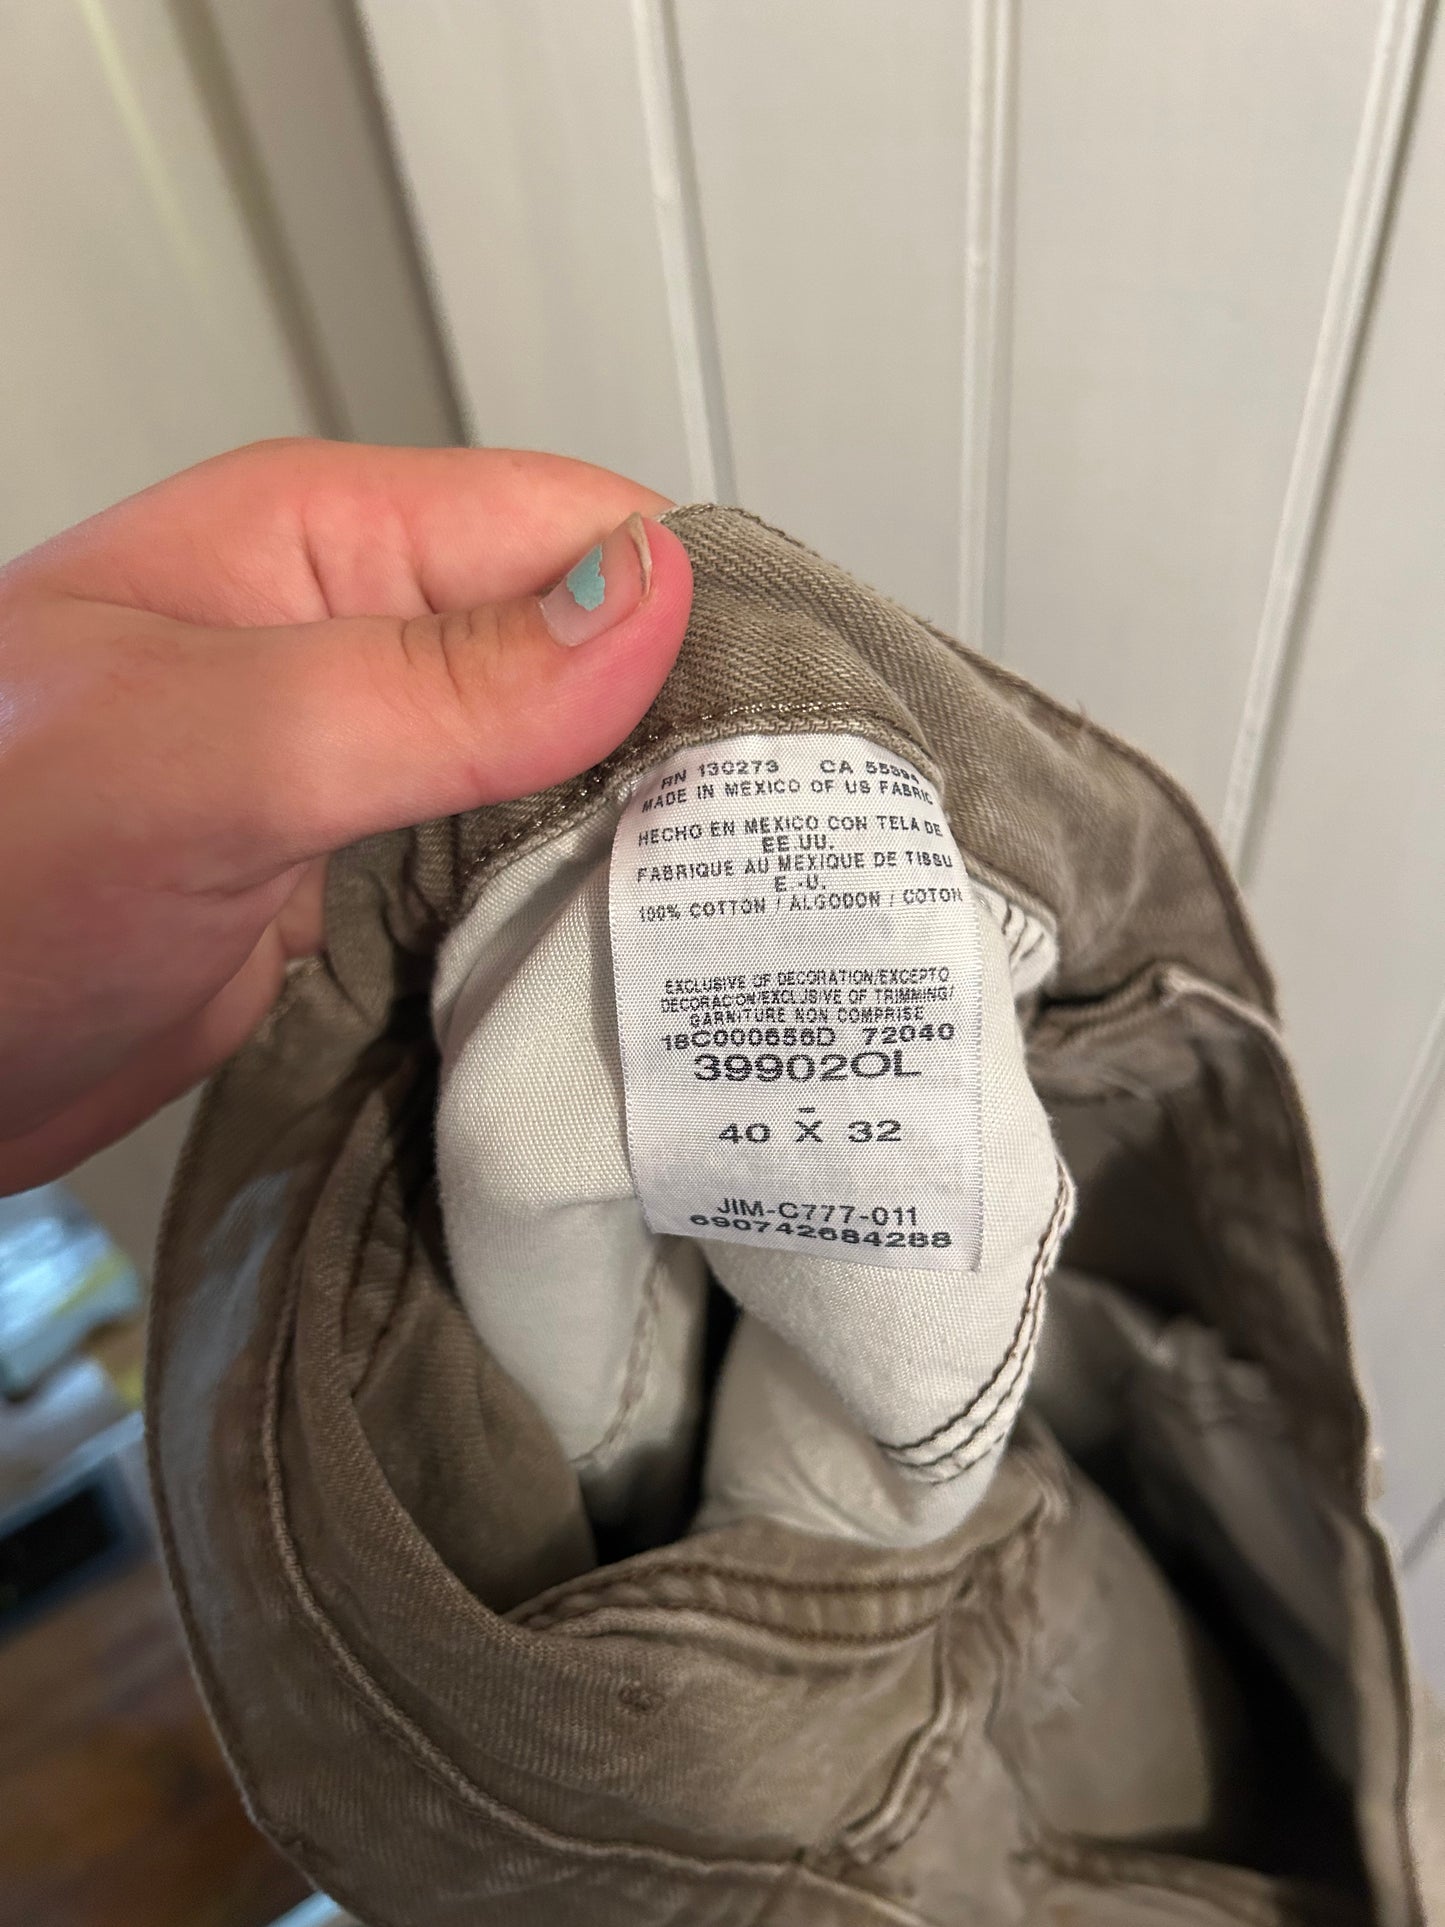 RN 130273 CA
MADE IN MEXICO OF US FABRIC
HECHO EN MEXICO CON TELA DE
EE UU.
FABRIQUE AU MEXIQUE DE TISSU
E .-U.
100% COTTON / ALGODON / COTON
EXCLUSIVE OF DECORATION/EXCEPTO
DECORACION/EXCLUSIVE OF TRIMMING/
GARNITURE NON COMPRISE
72040
39902OL
-
40 X 32
JIM-C777-011
690742684288